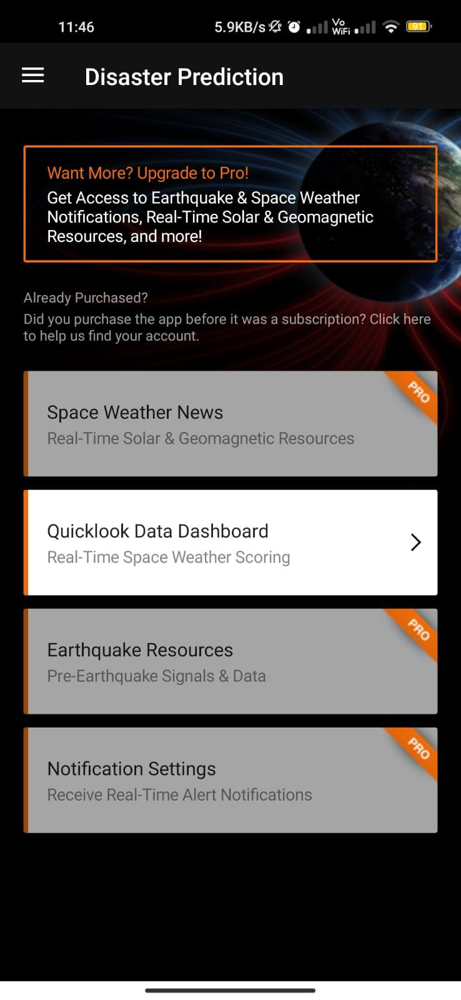 11:46
5.9KB/s
Vo
WiFi
91
Disaster Prediction
Want More? Upgrade to Pro!
Get Access to Earthquake & Space Weather
Notifications, Real-Time Solar & Geomagnetic
Resources, and more!
Already Purchased?
Did you purchase the app before it was a subscription? Click here
to help us find your account.
PRO
Space Weather News
Real-Time Solar & Geomagnetic Resources
Quicklook Data Dashboard
Real-Time Space Weather Scoring
PRO
Earthquake Resources
Pre-Earthquake Signals & Data
PRO
Notification Settings
Receive Real-Time Alert Notifications